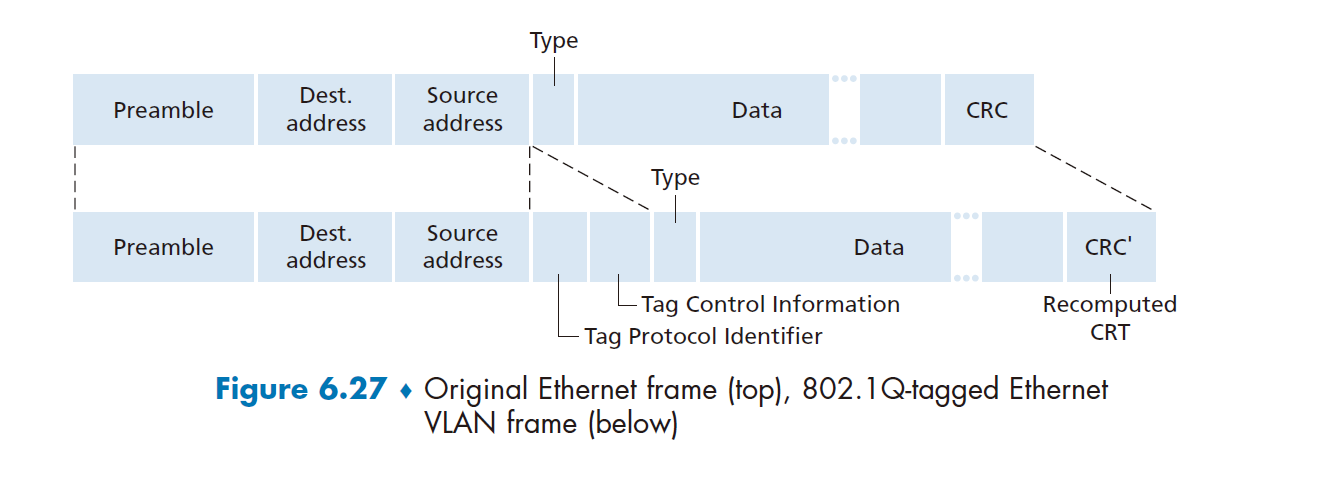 Type
Preamble
Dest.
address
Source
address
Data
CRC
Type
Preamble
Dest.
address
Source
address
Data
CRC'
Tag Control Information
Tag Protocol Identifier
Recomputed
CRT
Figure 6.27 ♦ Original Ethernet frame (top), 802.1Q-tagged Ethernet
VLAN frame (below)